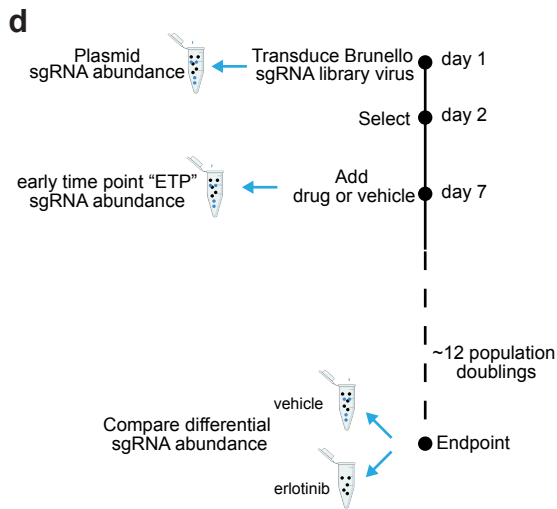 d
Plasmid
sgRNA abundance
Transduce Brunello
sgRNA library virus
day 1
Select
day 2
early time point “ETP”
sgRNA abundance
Add
drug or vehicle
day 7
~12 population
doublings
vehicle
Compare differential
sgRNA abundance
Endpoint
erlotinib